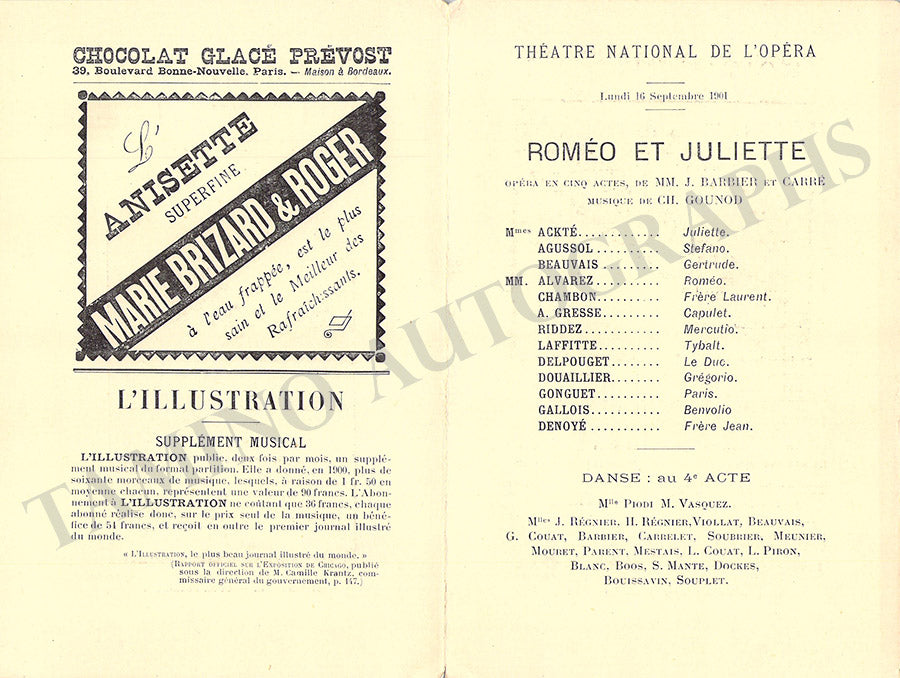 CHOCOLAT GLACÉ PRÉVOST
39, Boulevard Bonne-Nouvelle, Paris. — Maison à Bordeaux.
L'
ANISETTE
SUPERFINE
MARIE BRIZARD & ROGER
à l'eau frappée, est le plus
sain et le Meilleur des
Rafraîch-ssants.
L'ILLUSTRATION
SUPPLÉMENT MUSICAL
L'ILLUSTRATION publie, deux fois par mois, un supplé-
ment musical du format partition. Elle a donné, en 1900, plus de
soixante morceaux de musique, lesquels, à raison de 1 fr. 50 en
moyenne chacun, représentent une valeur de 90 francs. L'Abon-
nement à L'ILLUSTRATION ne coûtant que 36 francs, chaque
abonné réalise donc, sur le prix seul de la musique, un béné-
fice de 54 francs, et reçoit en outre le premier journal illustré
du monde.
« L'ILLUSTRATION, le plus beau journal illustré du monde. »
(RAPPORT OFFICIEL SUR L'EXPOSITION DE CHICAGO, publié
sous la direction de M. Camille Krantz, com-
missaire général du gouvernement, p. 147.)
THÉATRE NATIONAL DE L'OPÉRA
Lundi 16 Septembre 1901
ROMÉO ET JULIETTE
OPÉRA EN CINQ ACTES, DE MM. J. BARBIER ET CARRÉ
MUSIQUE DE CH. GOUNOD
Mmes ACKTÉ............. Juliette.
AGUSSOL........... Stefano.
BEAUVAIS.......... Gertrude.
MM. ALVAREZ........... Roméo.
CHAMBON........... Frère Laurent.
A. GRESSE......... Capulet.
RIDDEZ............ Mercutio.
LAFFITTE.......... Tybalt.
DELPOUGET........ Le Duc.
DOUAILLIER........ Grégorio.
GONGUET.......... Paris.
GALLOIS........... Benvolio
DENOYÉ........... Frère Jean.
DANSE : au 4e ACTE
Mlle PIODI M. VASQUEZ.
Mlles J. RÉGNIER, H. RÉGNIER, VIOLLAT, BEAUVAIS,
G. COUAT, BARBIER, CARRELET, SOUBRIER, MEUNIER,
MOURET, PARENT, MESTAIS, L. COUAT, L. PIRON,
BLANC, BOOS, S. MANTE, DOCKES,
BOUISSAVIN, SOUPLET.
TAMINO AUTOGRAPHS